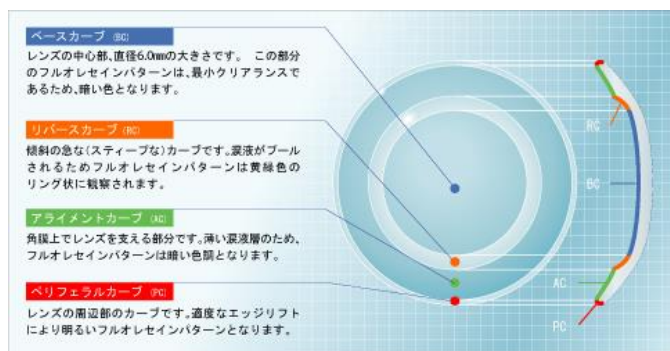 ベースカーブ (BC)
レンズの中心部、直径6.0mmの大きさです。 この部分
のフルオレセインパターンは、最小クリアランスで
あるため、暗い色となります。
リバースカーブ (RC)
傾斜の急な(スティープな)カーブです。涙液がプール
されるためフルオレセインパターンは黄緑色の
リング状に観察されます。
アライメントカーブ (AC)
角膜上でレンズを支える部分です。薄い涙液層のため、
フルオレセインパターンは暗い色調となります。
ペリフェラルカーブ (PC)
レンズの周辺部のカーブです。適度なエッジリフト
により明るいフルオレセインパターンとなります。
RC
BC
AC
PC